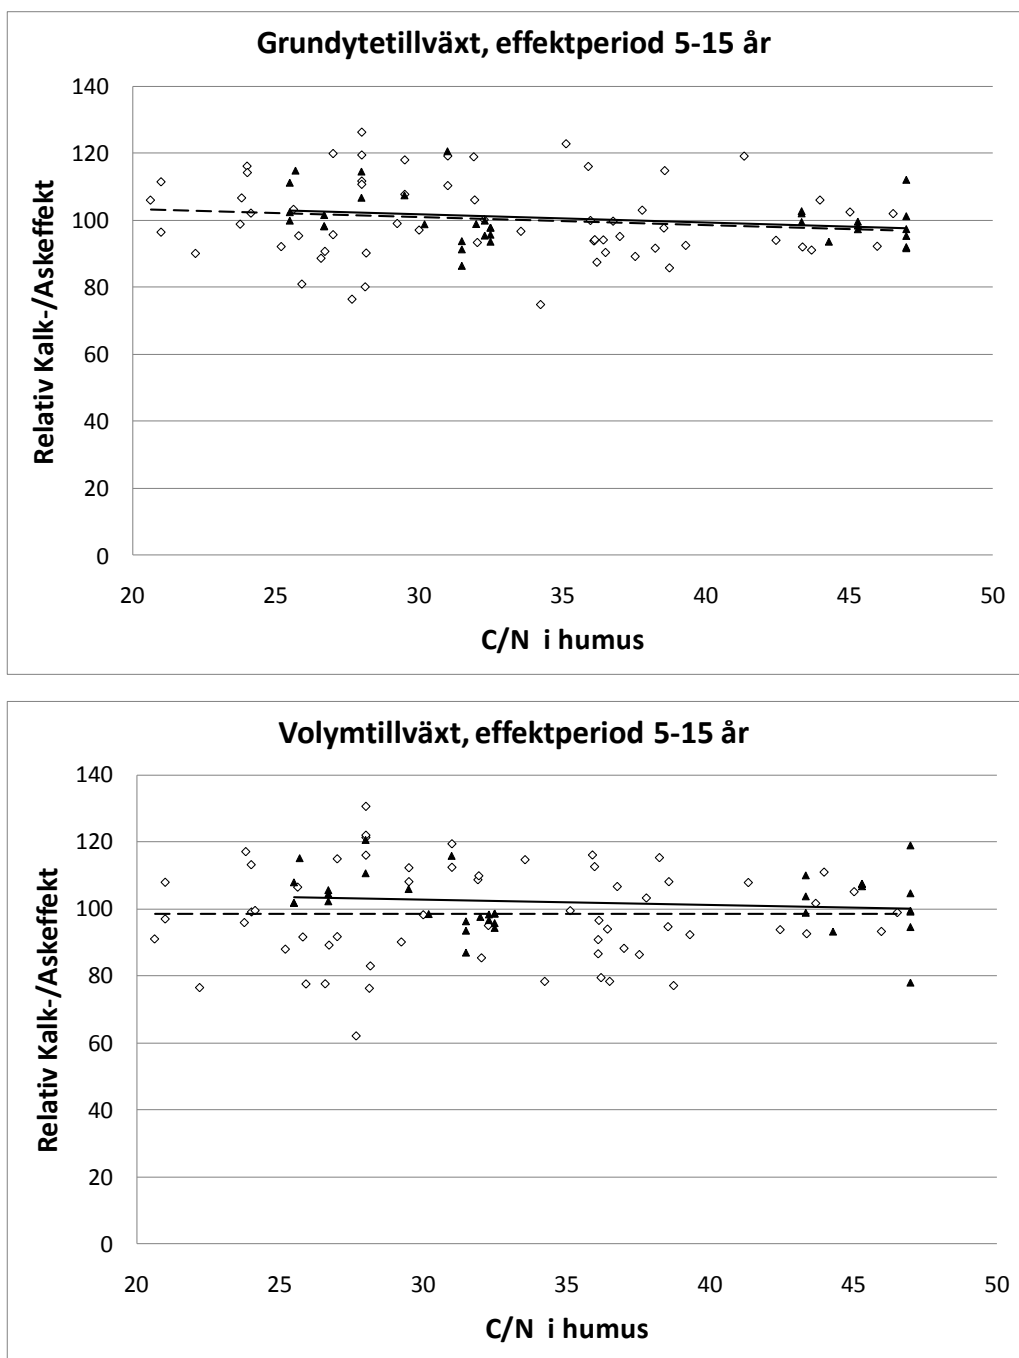 Grundytetillväxt, effektperiod 5-15 år
140
120
100
80
60
40
20
0
Relativ Kalk-/Askeffekt
20 25 30 35 40 45 50
C/N i humus
Volymtillväxt, effektperiod 5-15 år
140
120
100
80
60
40
20
0
Relativ Kalk-/Askeffekt
20 25 30 35 40 45 50
C/N i humus